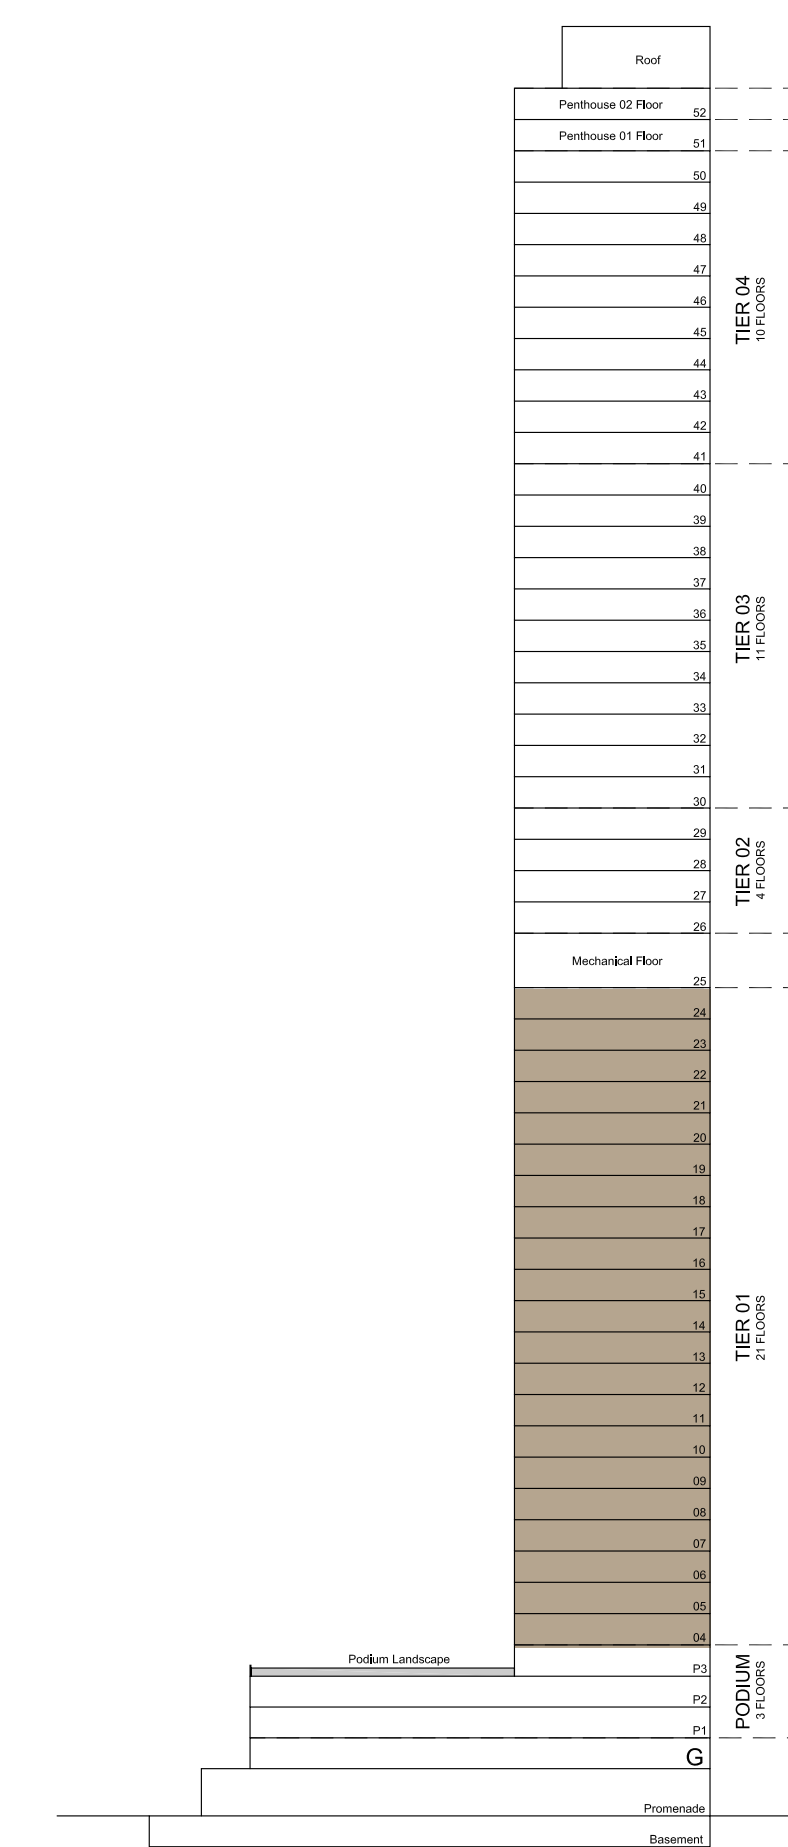 Roof
Penthouse 02 Floor
52
Penthouse 01 Floor
51
50
49
48
47
46
45
44
43
42
41
TIER 04
10 FLOORS
40
39
38
37
36
35
34
33
32
31
30
TIER 03
11 FLOORS
29
28
27
26
TIER 02
4 FLOORS
Mechanical Floor
25
24
23
22
21
20
19
18
17
16
15
14
13
12
11
10
09
08
07
06
05
04
TIER 01
21 FLOORS
Podium Landscape
P3
P2
P1
PODIUM
3 FLOORS
G
Promenade
Basement